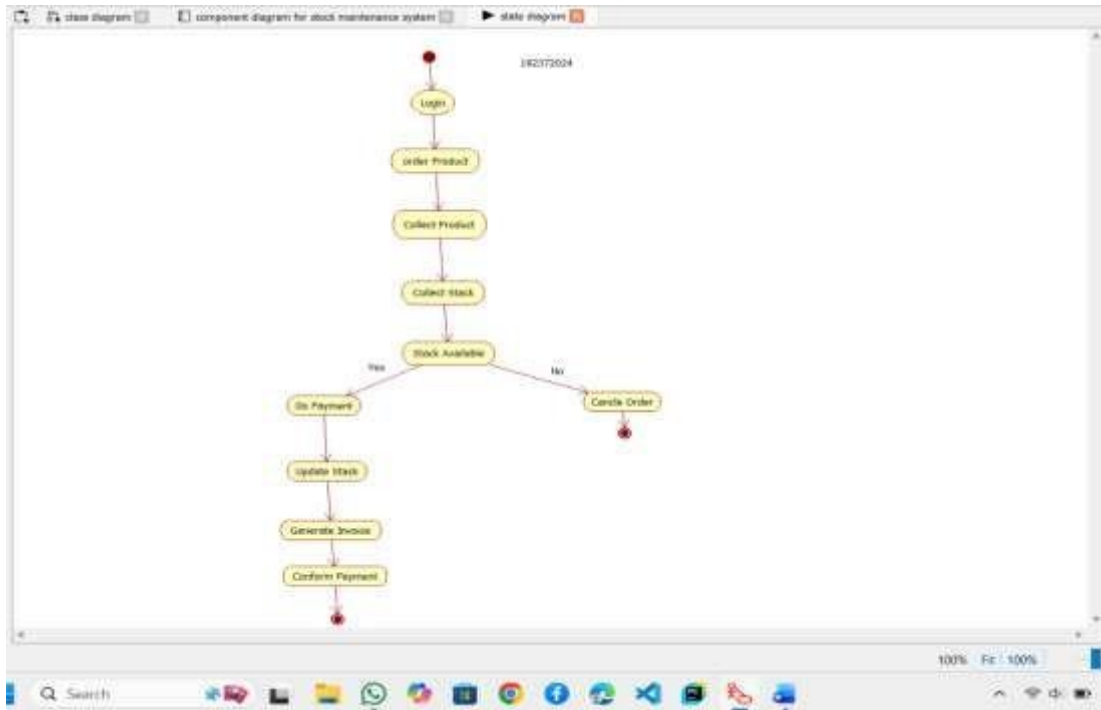 class diagram
component diagram for stock maintenance system
state diagram
192372024
Login
order Product
Collect Product
Collect Stack
Stock Available
Yes
No
Do Payment
Cancle Order
Update Stack
Generate Invoice
Conform Payment
100% Fit 100%
Search